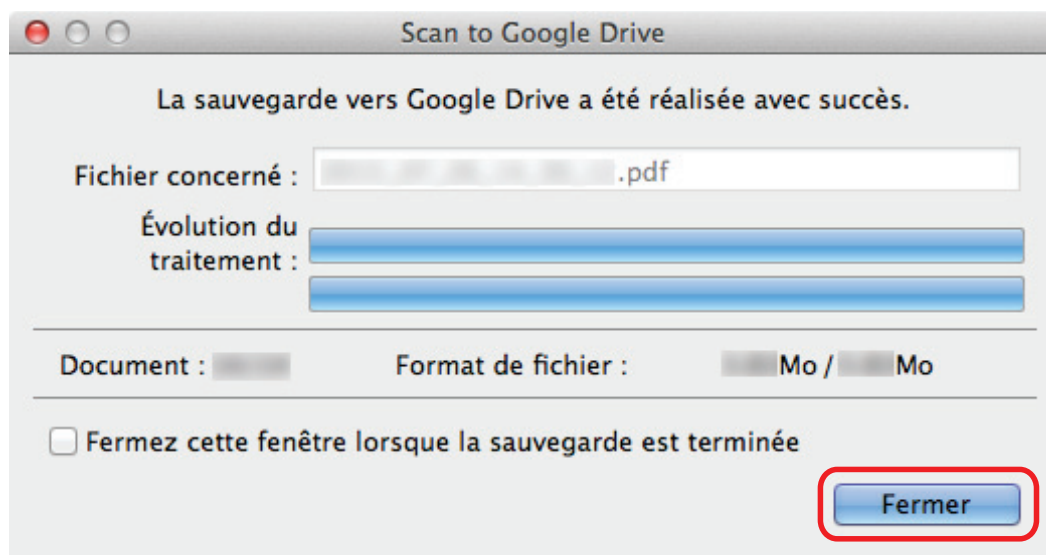 Scan to Google Drive
La sauvegarde vers Google Drive a été réalisée avec succès.
Fichier concerné : .pdf
Évolution du
traitement :
Document : Format de fichier : Mo / Mo
Fermez cette fenêtre lorsque la sauvegarde est terminée
Fermer